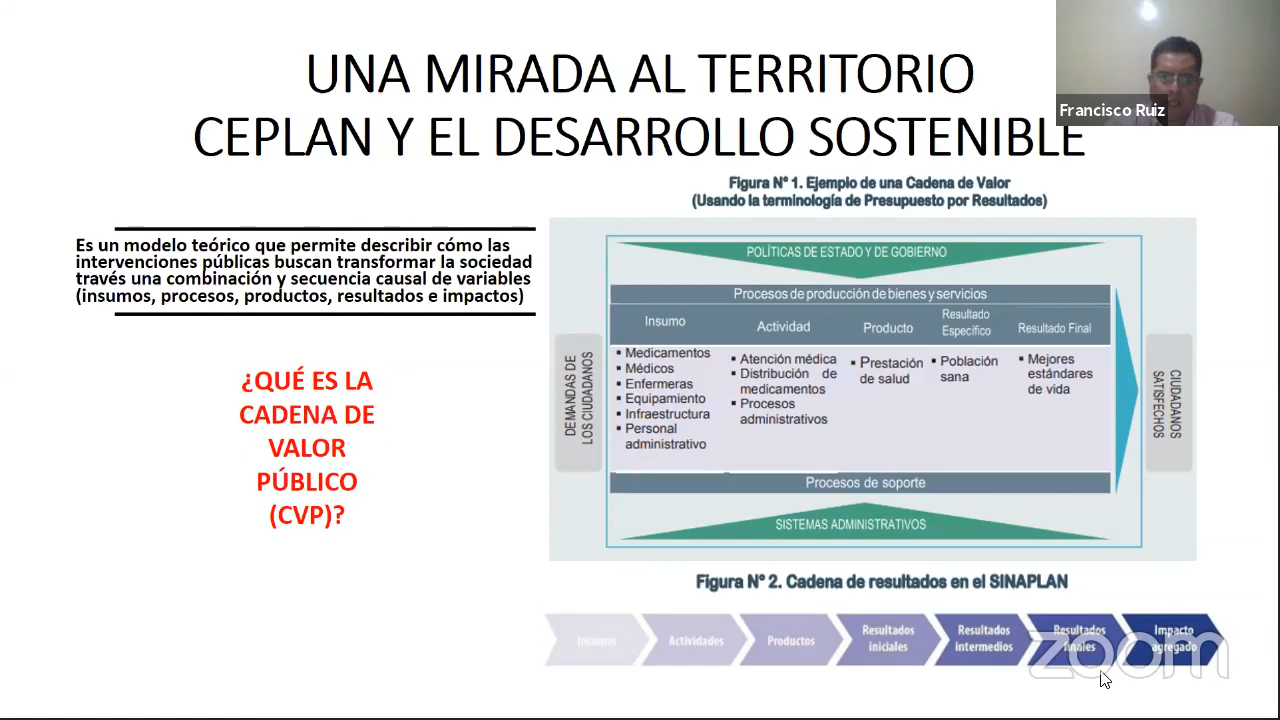 UNA MIRADA AL TERRITORIO
CEPLAN Y EL DESARROLLO SOSTENIBLE
Francisco Ruiz
Es un modelo teórico que permite describir cómo las
intervenciones públicas buscan transformar la sociedad
través una combinación y secuencia causal de variables
(insumos, procesos, productos, resultados e impactos)
¿QUÉ ES LA
CADENA DE
VALOR
PÚBLICO
(CVP)?
Figura N° 1. Ejemplo de una Cadena de Valor
(Usando la terminología de Presupuesto por Resultados)
POLÍTICAS DE ESTADO Y DE GOBIERNO
Procesos de producción de bienes y servicios
DEMANDAS DE
LOS CIUDADANOS
Insumo
▪ Medicamentos
▪ Médicos
▪ Enfermeras
▪ Equipamiento
▪ Infraestructura
▪ Personal
administrativo
Actividad
▪ Atención médica
▪ Distribución de
medicamentos
▪ Procesos
administrativos
Producto
▪ Prestación
de salud
Resultado
Específico
▪ Población
sana
Resultado Final
▪ Mejores
estándares
de vida
CIUDADANOS
SATISFECHOS
Procesos de soporte
SISTEMAS ADMINISTRATIVOS
Figura N° 2. Cadena de resultados en el SINAPLAN
Insumos
Actividades
Productos
Resultados
iniciales
Resultados
intermedios
Resultados
finales
Impacto
agregado
zoom